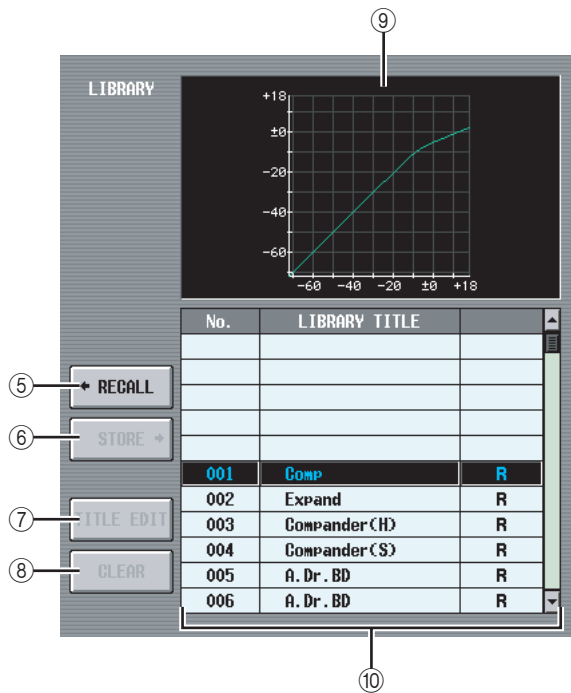 ⑨
LIBRARY
+18
±0
-20
-40
-60
-60 -40 -20 ±0 +18
No. LIBRARY TITLE
⑤ RECALL
⑥ STORE
001 Comp R
002 Expand R
⑦ TITLE EDIT
003 Compander(H) R
004 Compander(S) R
⑧ CLEAR
005 A.Dr.BD R
006 A.Dr.BD R
⑩